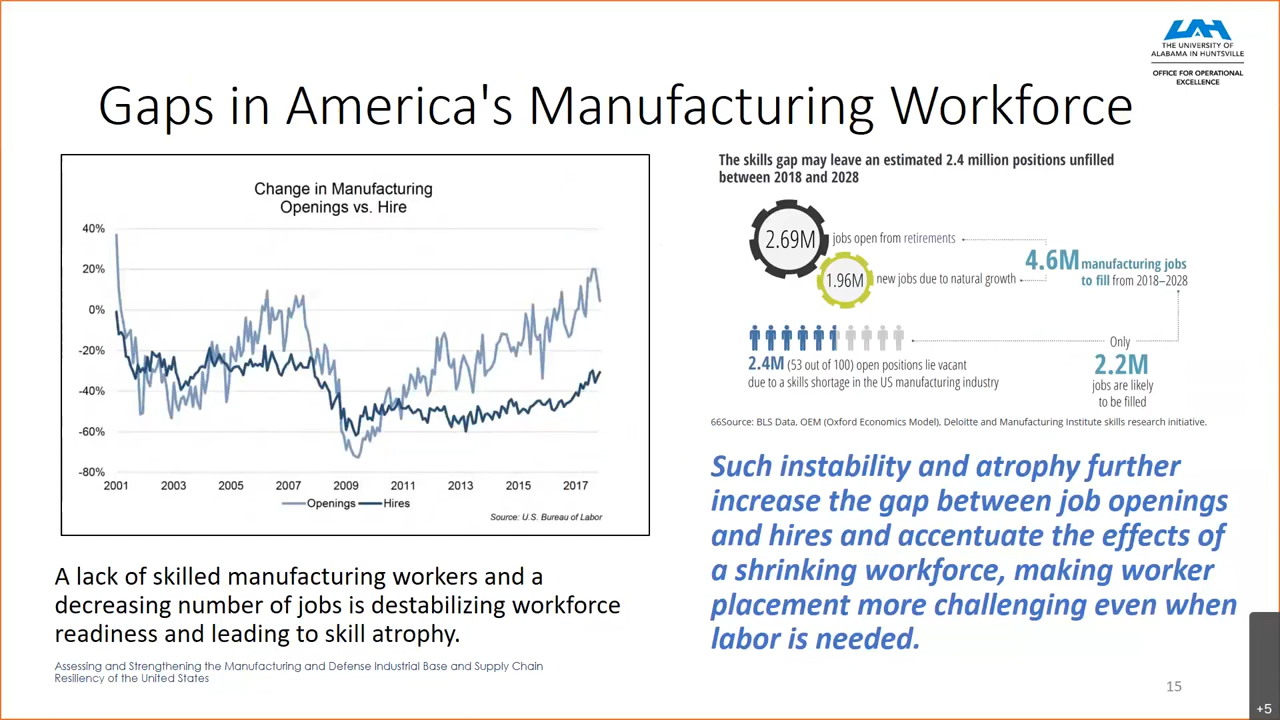 UAH
THE UNIVERSITY OF
ALABAMA IN HUNTSVILLE
OFFICE FOR OPERATIONAL
EXCELLENCE
Gaps in America's Manufacturing Workforce
Change in Manufacturing
Openings vs. Hire
40%
20%
0%
-20%
-40%
-60%
-80%
2001 2003 2005 2007 2009 2011 2013 2015 2017
Openings Hires
Source: U.S. Bureau of Labor
A lack of skilled manufacturing workers and a
decreasing number of jobs is destabilizing workforce
readiness and leading to skill atrophy.
Assessing and Strengthening the Manufacturing and Defense Industrial Base and Supply Chain
Resiliency of the United States
The skills gap may leave an estimated 2.4 million positions unfilled
between 2018 and 2028
2.69M jobs open from retirements
4.6M manufacturing jobs
to fill from 2018–2028
1.96M new jobs due to natural growth
Only
2.2M
jobs are likely
to be filled
2.4M (53 out of 100) open positions lie vacant
due to a skills shortage in the US manufacturing industry
66Source: BLS Data, OEM (Oxford Economics Model), Deloitte and Manufacturing Institute skills research initiative.
Such instability and atrophy further
increase the gap between job openings
and hires and accentuate the effects of
a shrinking workforce, making worker
placement more challenging even when
labor is needed.
15
+5